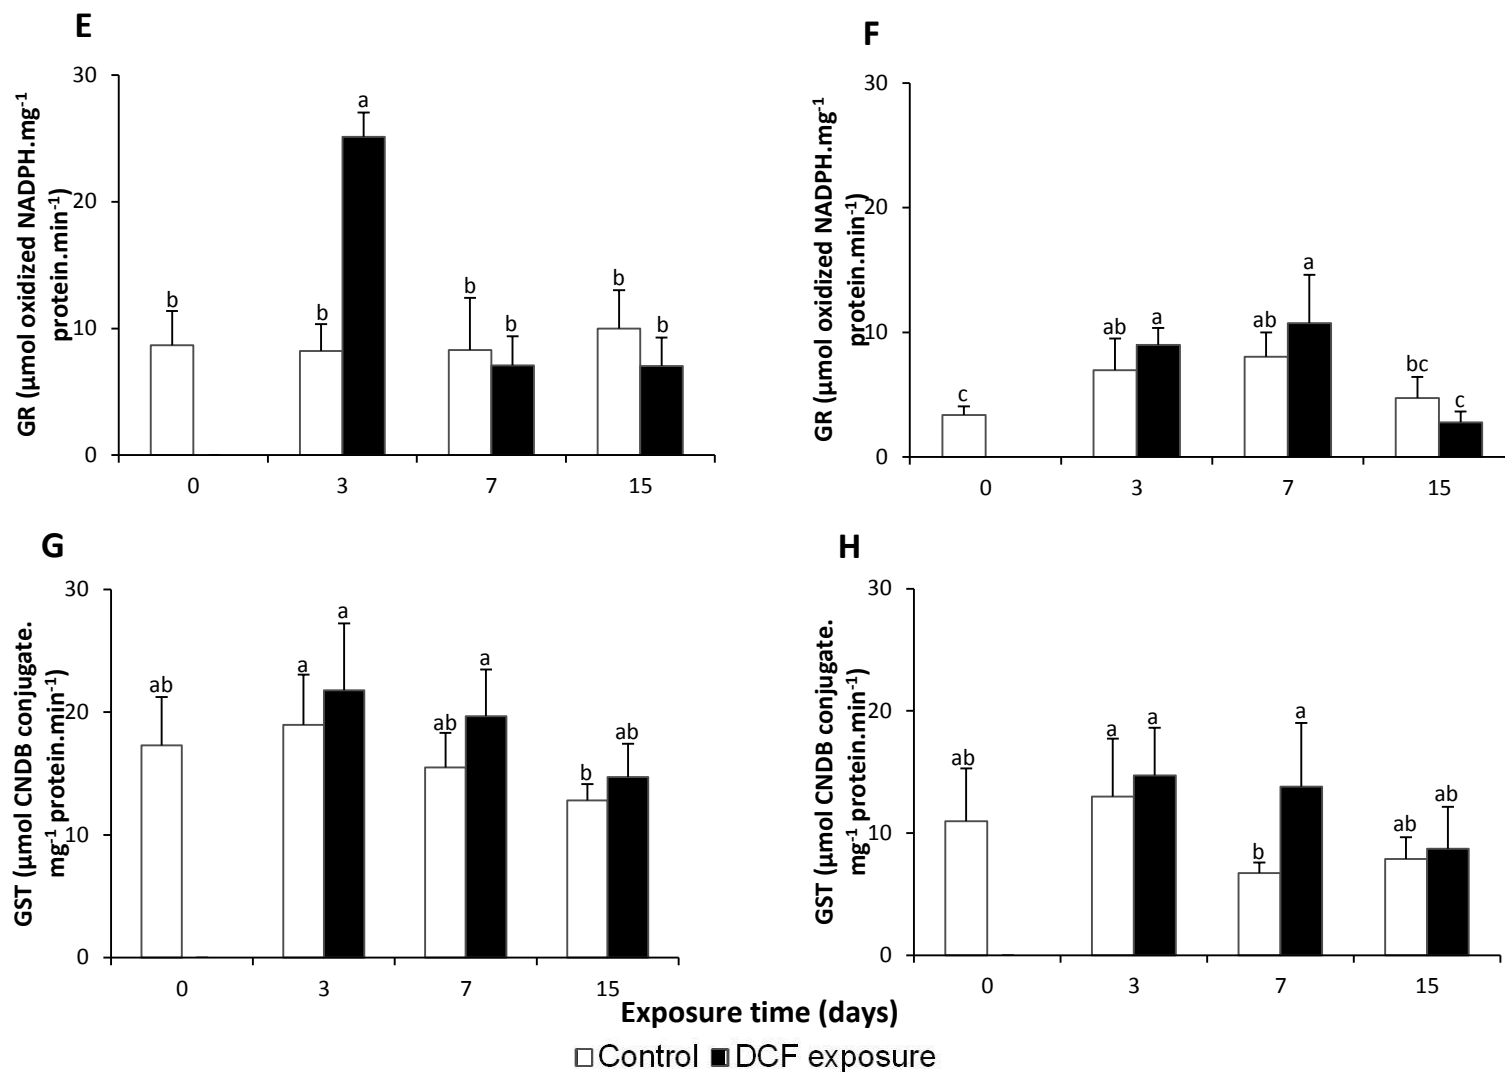 E
GR (µmol oxidized NADPH.mg-1
protein.min-1)
30
20
10
0
b
b
a
b
b
b
b
0 3 7 15
F
GR (µmol oxidized NADPH.mg-1
protein.min-1)
30
20
10
0
c
ab
a
ab
a
bc
c
0 3 7 15
G
GST (µmol CNDB conjugate.
mg-1 protein.min-1)
30
20
10
0
ab
a
a
ab
a
b
ab
0 3 7 15
H
GST (µmol CNDB conjugate.
mg-1 protein.min-1)
30
20
10
0
ab
a
a
b
a
ab
ab
0 3 7 15
Exposure time (days)
Control DCF exposure